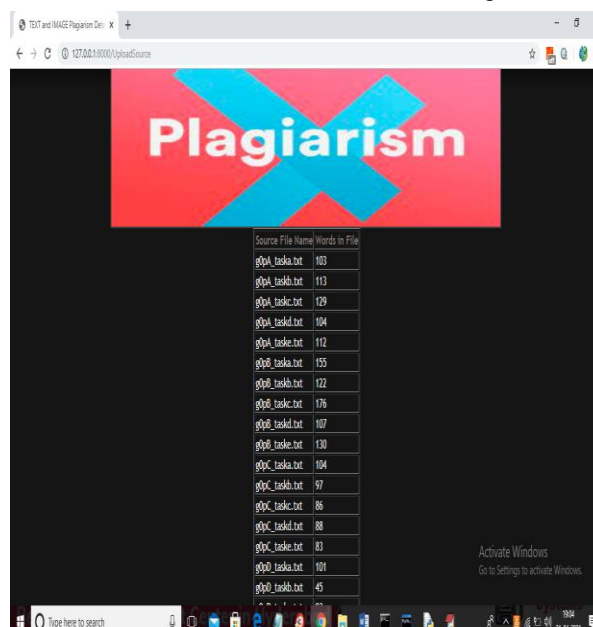 TEXT and IMAGE Plagiarism Det
127.0.0.1:8000/UploadSource
Plagiarism
Source File Name Words in File
g0pA_taska.txt 103
g0pA_taskb.txt 113
g0pA_taskc.txt 129
g0pA_taskd.txt 104
g0pA_taske.txt 112
g0pB_taska.txt 155
g0pB_taskb.txt 122
g0pB_taskc.txt 176
g0pB_taskd.txt 107
g0pB_taske.txt 130
g0pC_taska.txt 104
g0pC_taskb.txt 97
g0pC_taskc.txt 86
g0pC_taskd.txt 88
g0pC_taske.txt 83
g0pD_taska.txt 101
g0pD_taskb.txt 45
Activate Windows
Go to Settings to activate Windows.
Type here to search
19:04